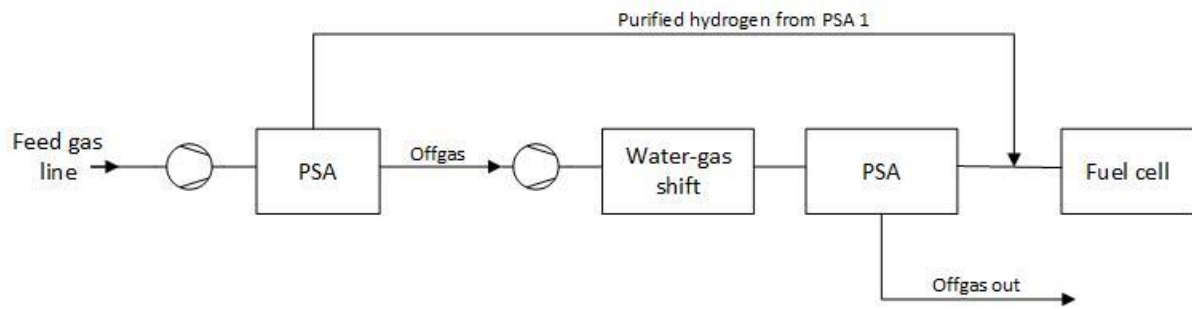 Purified hydrogen from PSA 1
Feed gas
line
PSA
Offgas
Water-gas
shift
PSA
Fuel cell
Offgas out